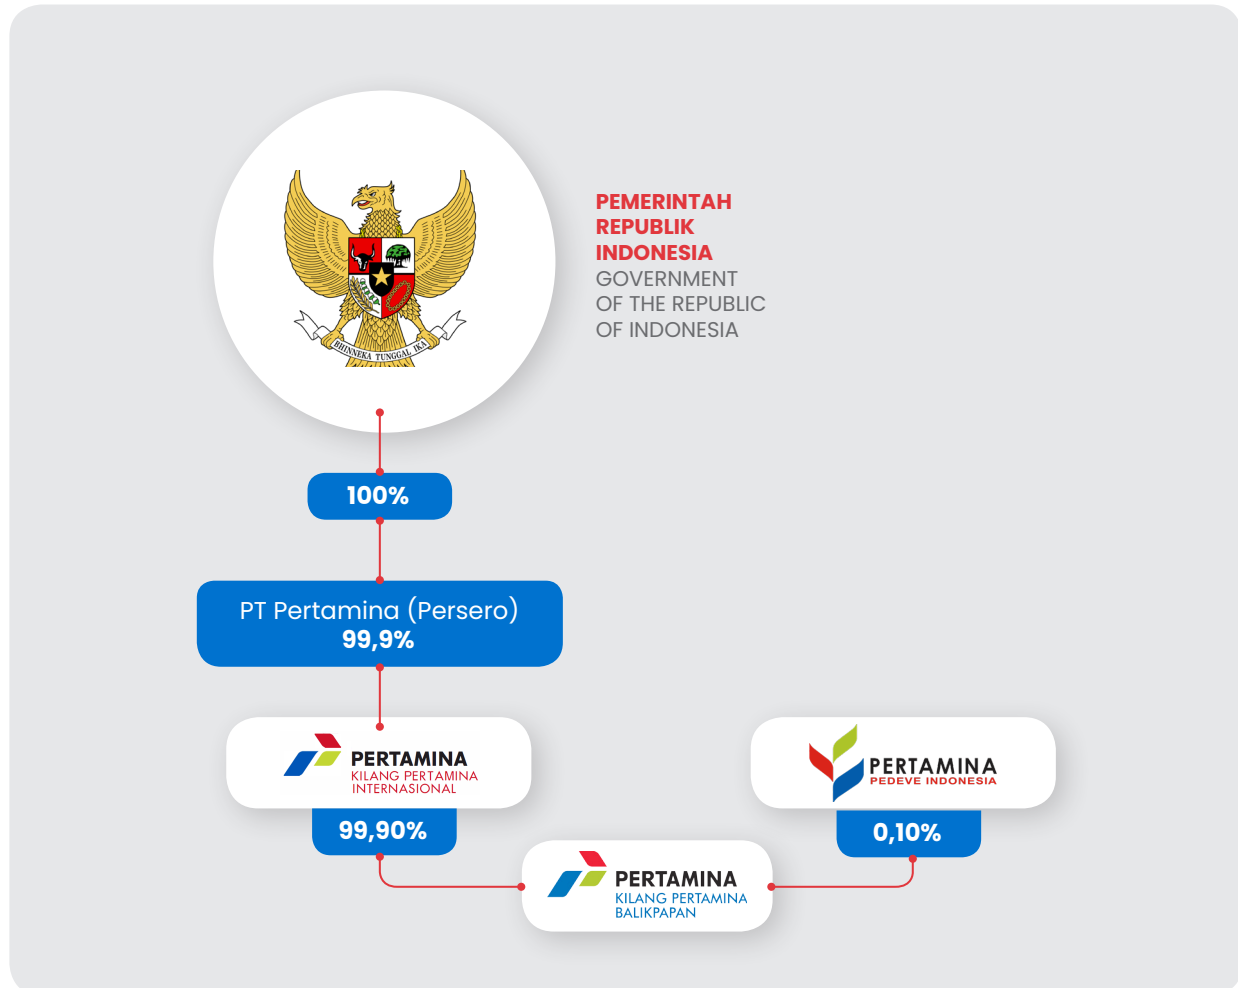 BHINNEKA TUNGGAL IKA
PEMERINTAH
REPUBLIK
INDONESIA
GOVERNMENT
OF THE REPUBLIC
OF INDONESIA
100%
PT Pertamina (Persero)
99,9%
PERTAMINA
KILANG PERTAMINA
INTERNASIONAL
99,90%
PERTAMINA
PEDEVE INDONESIA
0,10%
PERTAMINA
KILANG PERTAMINA
BALIKPAPAN